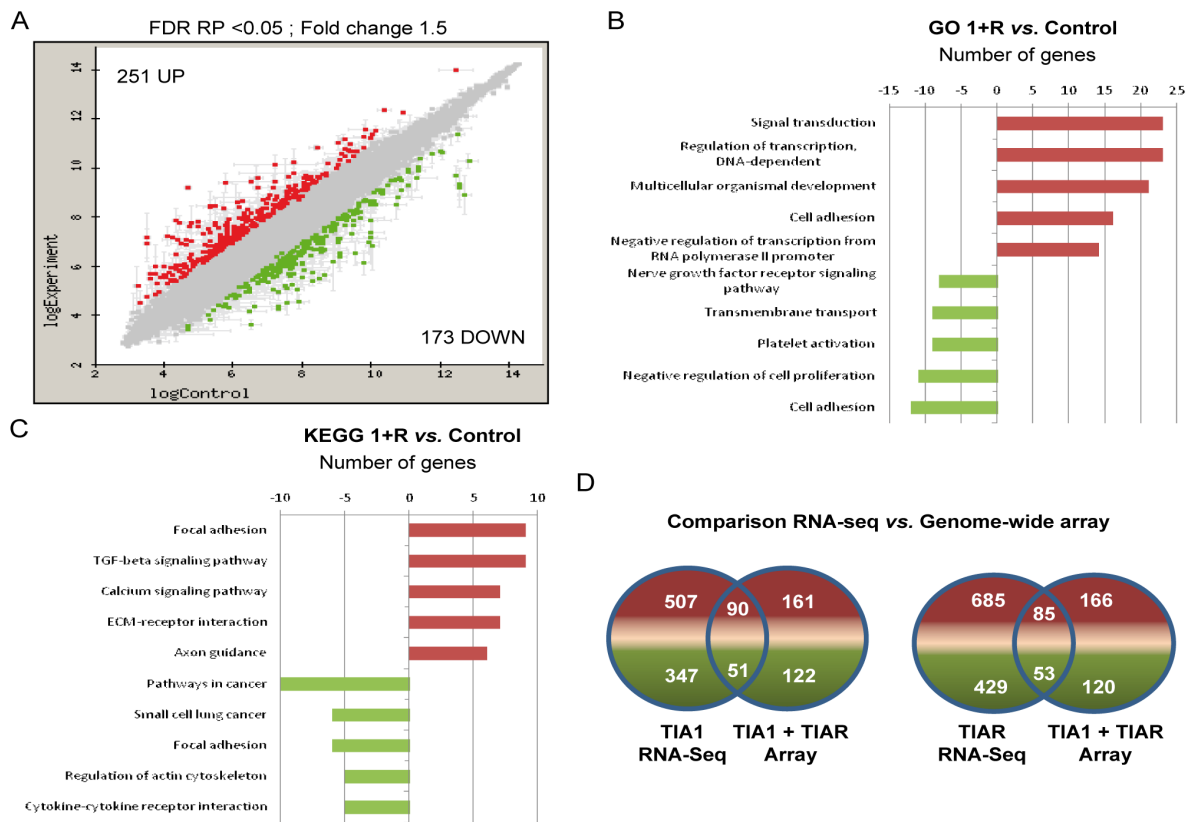 A
FDR RP <0.05 ; Fold change 1.5
251 UP
173 DOWN
logExperiment
14
12
10
8
6
4
2
2
4
6
8
10
12
14
logControl
B
GO 1+R vs. Control
Number of genes
-15 -10 -5 0 5 10 15 20 25
Signal transduction
Regulation of transcription,
DNA-dependent
Multicellular organismal development
Cell adhesion
Negative regulation of transcription from
RNA polymerase II promoter
Nerve growth factor receptor signaling
pathway
Transmembrane transport
Platelet activation
Negative regulation of cell proliferation
Cell adhesion
C
KEGG 1+R vs. Control
Number of genes
-10 -5 0 5 10
Focal adhesion
TGF-beta signaling pathway
Calcium signaling pathway
ECM-receptor interaction
Axon guidance
Pathways in cancer
Small cell lung cancer
Focal adhesion
Regulation of actin cytoskeleton
Cytokine-cytokine receptor interaction
D
Comparison RNA-seq vs. Genome-wide array
507 90 161
347 51 122
TIA1
RNA-Seq
TIA1 + TIAR
Array
685 85 166
429 53 120
TIAR
RNA-Seq
TIA1 + TIAR
Array